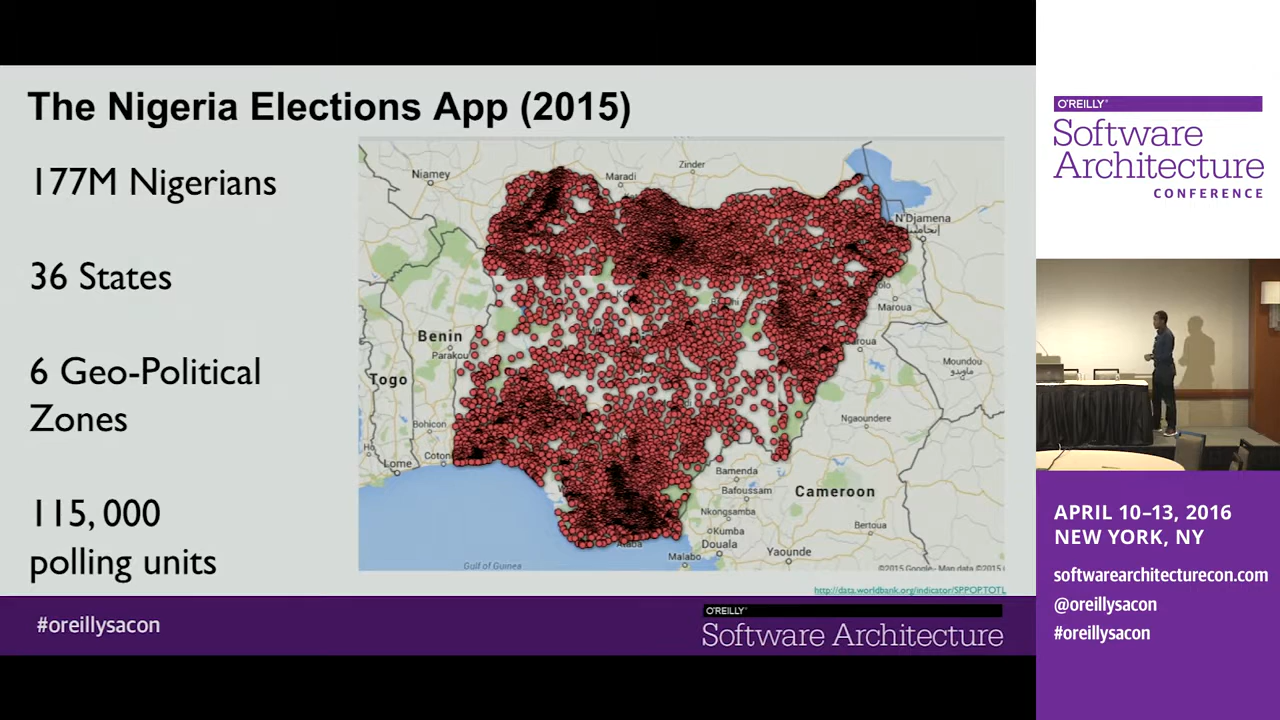 The Nigeria Elections App (2015)
177M Nigerians
36 States
6 Geo-Political
Zones
115,000
polling units
Niamey
Zinder
Maradi
N'Djamena
Maroua
Benin
Parakou
Togo
Moundou
موندو
Bohicon
Ngaoundere
Lome
Bamenda
Bafoussam
Cameroon
Nkongsamba
Kumba
Bertoua
Douala
Malabo
Yaounde
Gulf of Guinea
©2015 Google - Map data ©2015
http://data.worldbank.org/indicator/SP.POP.TOTL
#oreillysacon
O'REILLY®
Software Architecture
O'REILLY®
Software
Architecture
CONFERENCE
APRIL 10–13, 2016
NEW YORK, NY
softwarearchitecturecon.com
@oreillysacon
#oreillysacon